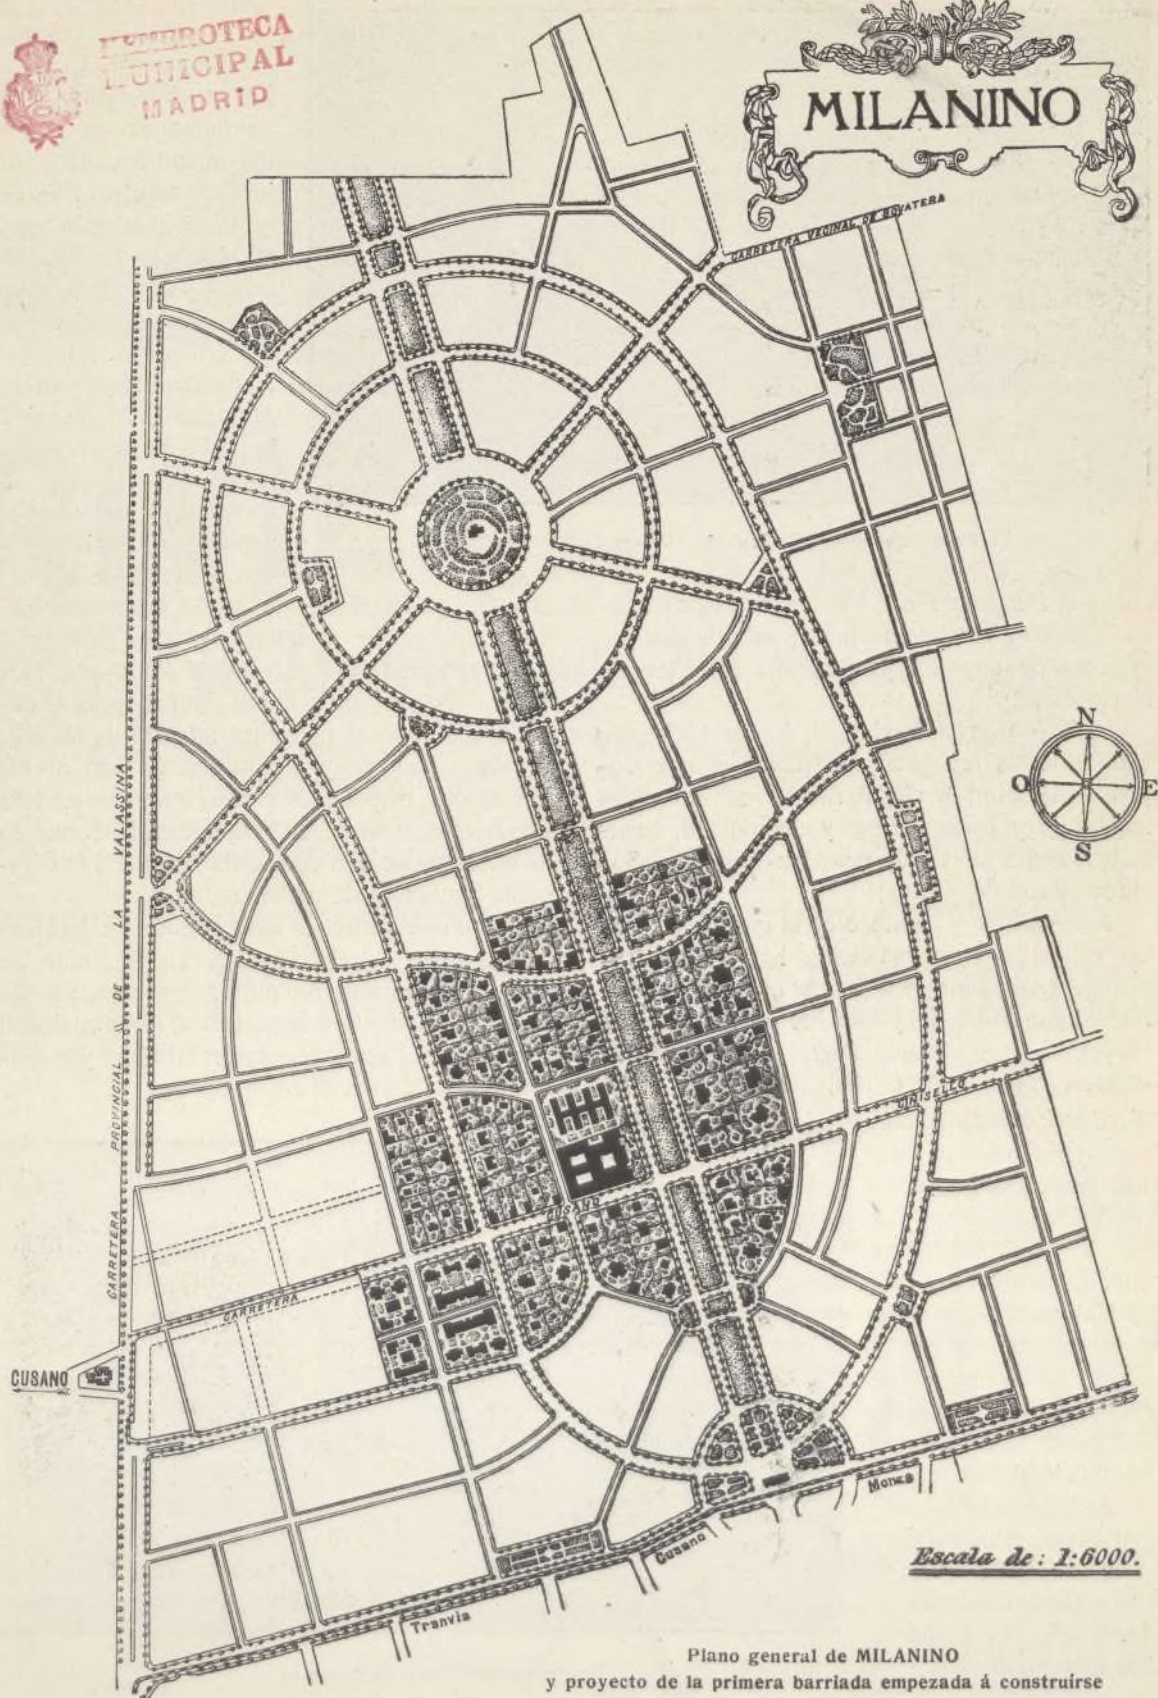 HEMEROTECA
MUNICIPAL
MADRID
MILANINO
CARRETERA VECINAL DE BOVATERA
N
O E
S
CARRETERA PROVINCIAL DE LA VALASSINA
CINISELLO
CUSANO
CARRETERA
CUSANO
Monza
Cusano
Tranvia
Escala de: 1:6000.
Plano general de MILANINO
y proyecto de la primera barriada empezada á construirse